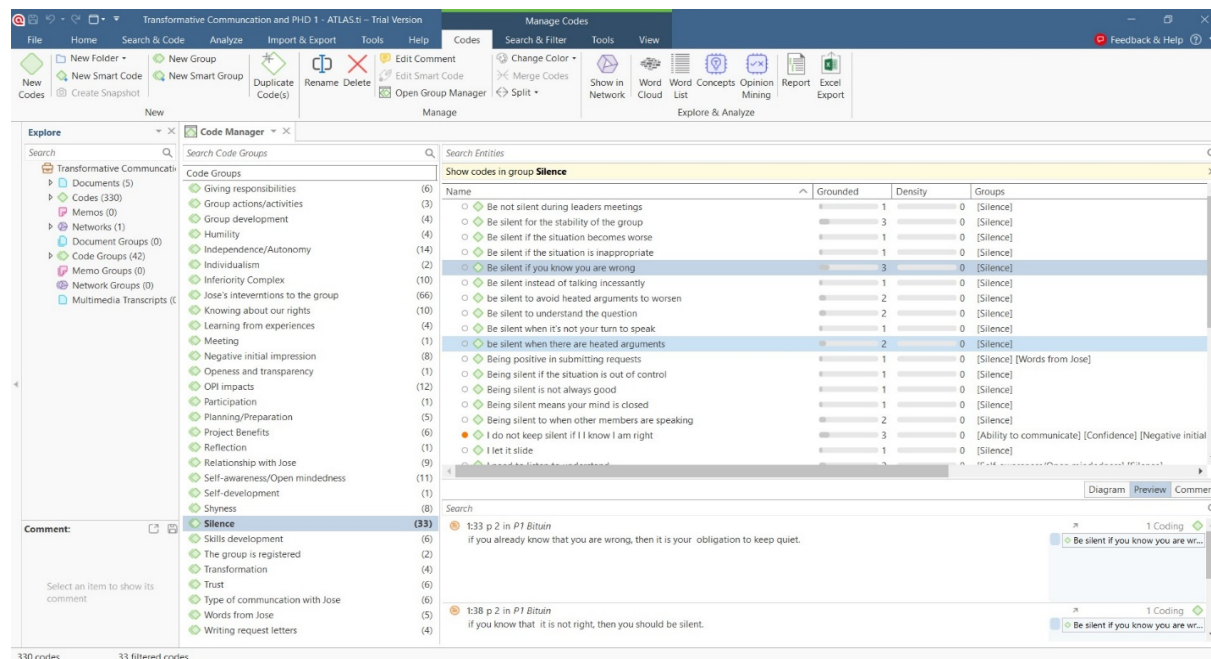 Transformative Communcation and PHD 1 - ATLAS.ti – Trial Version
Manage Codes
File Home Search & Code Analyze Import & Export Tools Help Codes Search & Filter Tools View Feedback & Help
New Codes
New Folder
New Smart Code
Create Snapshot
New Group
New Smart Group
New
Duplicate Code(s)
Rename
Delete
Edit Comment
Edit Smart Code
Open Group Manager
Change Color
Merge Codes
Split
Manage
Show in Network
Word Cloud
Word List
Concepts
Opinion Mining
Report
Excel Export
Explore & Analyze
Explore
Search
Transformative Communcati
Documents (5)
Codes (330)
Memos (0)
Networks (1)
Document Groups (0)
Code Groups (42)
Memo Groups (0)
Network Groups (0)
Multimedia Transcripts (
Comment:
Select an item to show its
comment
Code Manager
Search Code Groups
Code Groups
Giving responsibilities (6)
Group actions/activities (3)
Group development (4)
Humility (4)
Independence/Autonomy (14)
Individualism (2)
Inferiority Complex (10)
Jose's inteverntions to the group (66)
Knowing about our rights (10)
Learning from experiences (4)
Meeting (1)
Negative initial impression (8)
Openess and transparency (1)
OPI impacts (12)
Participation (1)
Planning/Preparation (5)
Project Benefits (6)
Reflection (1)
Relationship with Jose (9)
Self-awareness/Open mindedness (11)
Self-development (1)
Shyness (8)
Silence (33)
Skills development (6)
The group is registered (2)
Transformation (4)
Trust (6)
Type of communcation with Jose (6)
Words from Jose (5)
Writing request letters (4)
Search Entities
Show codes in group Silence
Name Grounded Density Groups
Be not silent during leaders meetings 1 0 [Silence]
Be silent for the stability of the group 3 0 [Silence]
Be silent if the situation becomes worse 1 0 [Silence]
Be silent if the situation is inappropriate 1 0 [Silence]
Be silent if you know you are wrong 3 0 [Silence]
Be silent instead of talking incessantly 1 0 [Silence]
be silent to avoid heated arguments to worsen 2 0 [Silence]
Be silent to understand the question 2 0 [Silence]
Be silent when it's not your turn to speak 1 0 [Silence]
be silent when there are heated arguments 2 0 [Silence]
Being positive in submitting requests 1 0 [Silence] [Words from Jose]
Being silent if the situation is out of control 1 0 [Silence]
Being silent is not always good 1 0 [Silence]
Being silent means your mind is closed 1 0 [Silence]
Being silent to when other members are speaking 2 0 [Silence]
I do not keep silent if I I know I am right 3 0 [Ability to communicate] [Confidence] [Negative initial
I let it slide 1 0 [Silence]
Diagram Preview Commer
Search
1:33 p 2 in P1 Bituin 1 Coding
if you already know that you are wrong, then it is your obligation to keep quiet. Be silent if you know you are wr...
1:38 p 2 in P1 Bituin 1 Coding
if you know that it is not right, then you should be silent. Be silent if you know you are wr...
330 codes 33 filtered codes